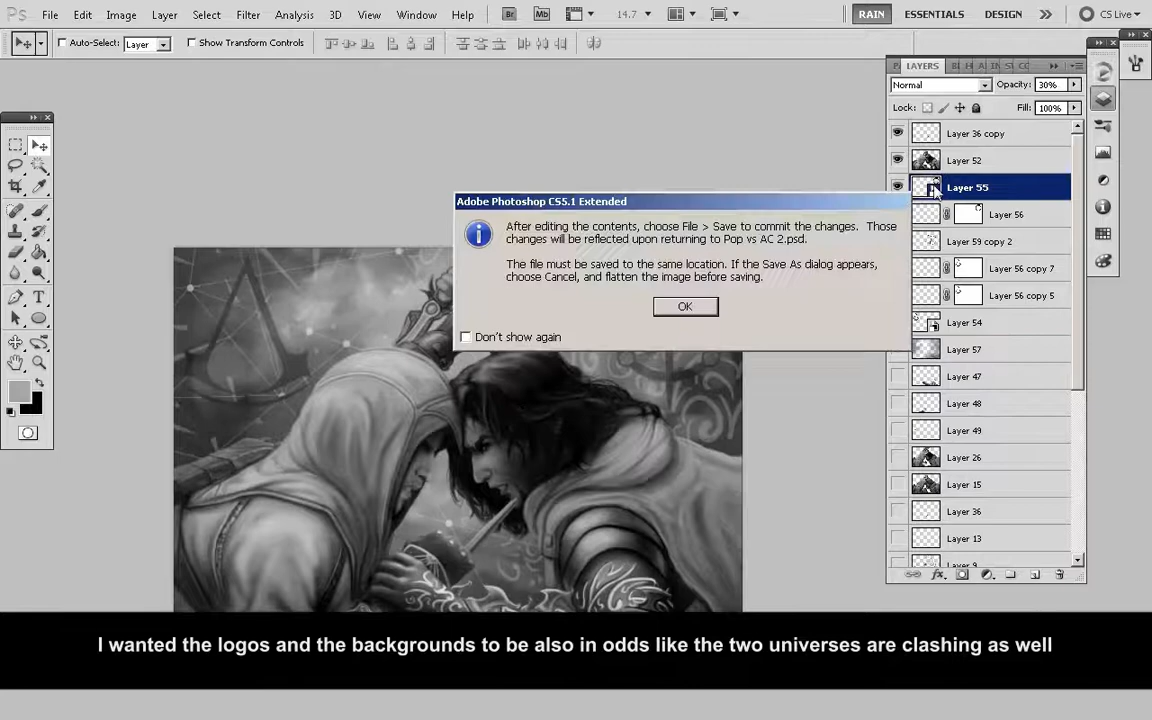 Ps File Edit Image Layer Select Filter Analysis 3D View Window Help Br Mb 14.7 RAIN ESSENTIALS DESIGN CS Live
Auto-Select: Layer Show Transform Controls
LAYERS
Normal Opacity: 30%
Lock: Fill: 100%
Layer 36 copy
Layer 52
Layer 55
Layer 56
Layer 59 copy 2
Layer 56 copy 7
Layer 56 copy 5
Layer 54
Layer 57
Layer 47
Layer 48
Layer 49
Layer 26
Layer 15
Layer 36
Layer 13
Layer 9
Adobe Photoshop CS5.1 Extended
After editing the contents, choose File > Save to commit the changes. Those
changes will be reflected upon returning to Pop vs AC 2.psd.
The file must be saved to the same location. If the Save As dialog appears,
choose Cancel, and flatten the image before saving.
OK
Don't show again
I wanted the logos and the backgrounds to be also in odds like the two universes are clashing as well